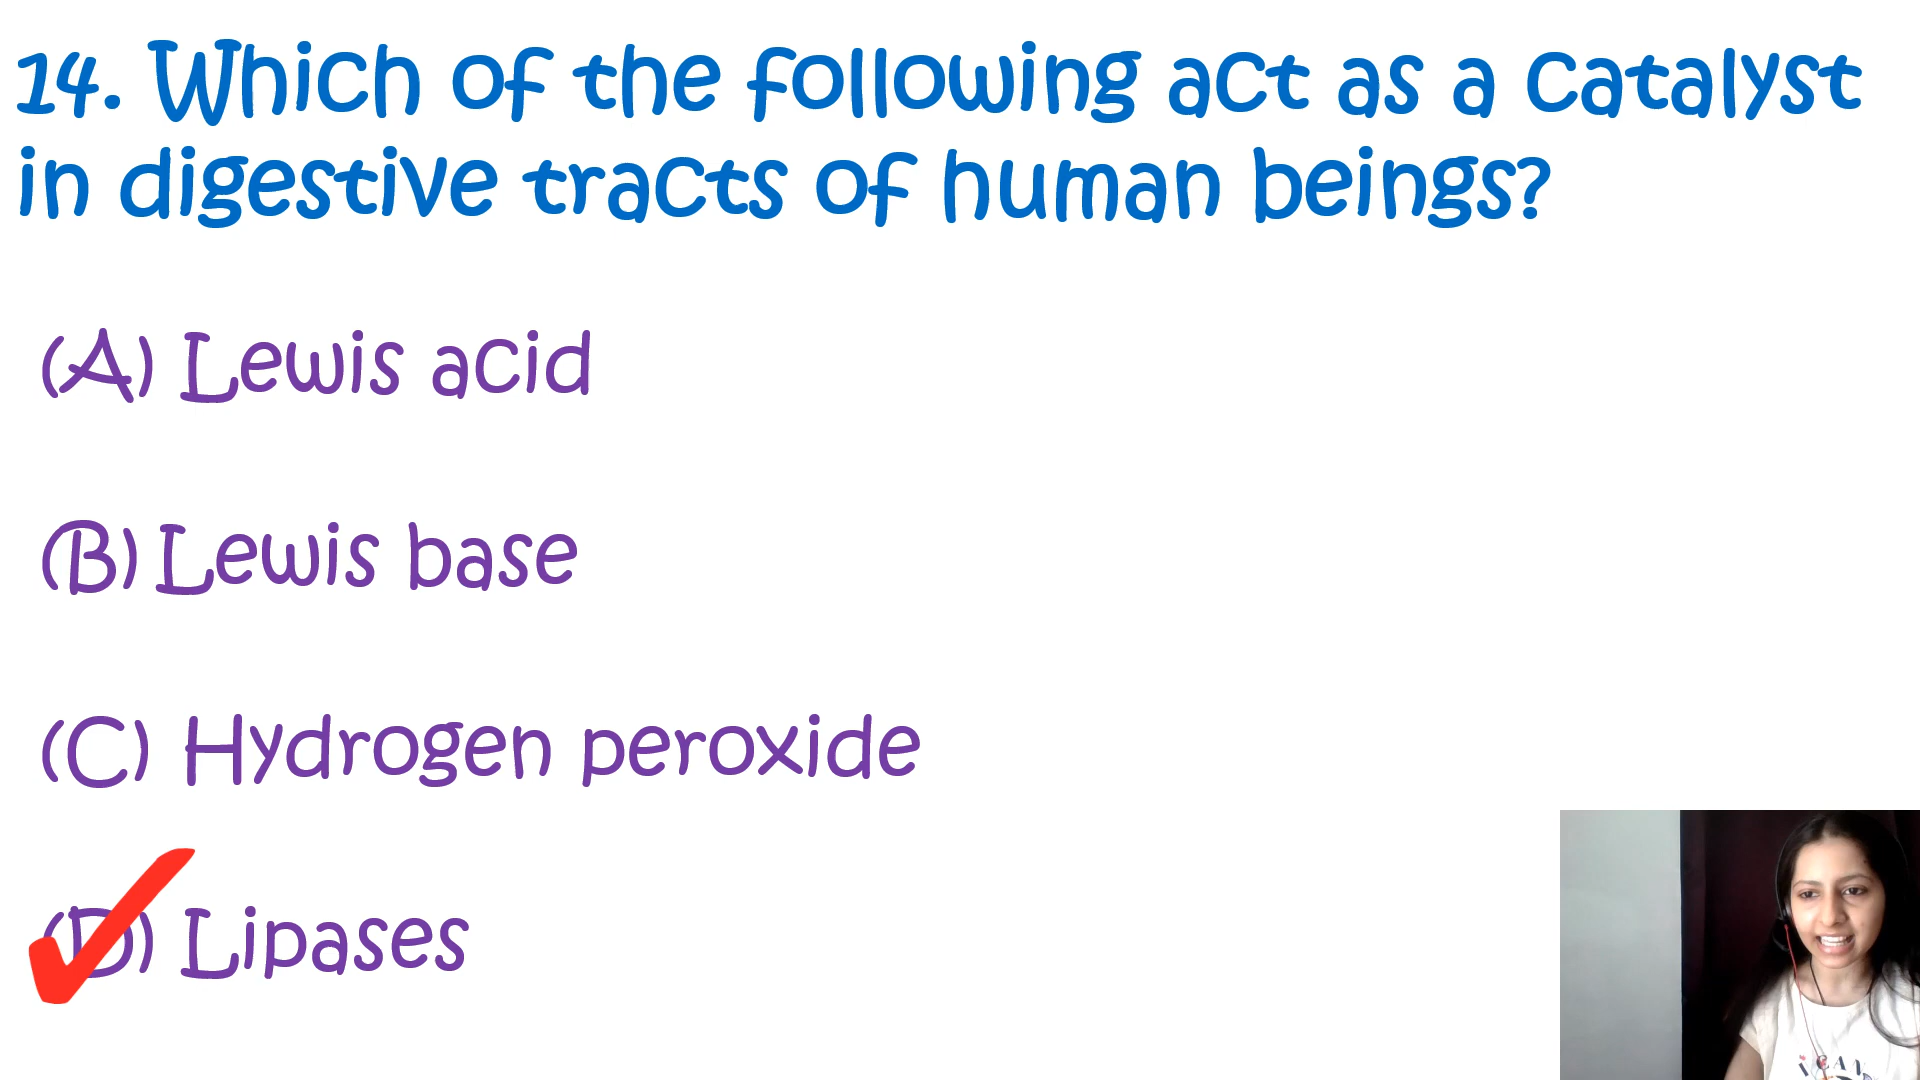 14. Which of the following act as a catalyst
in digestive tracts of human beings?
(A) Lewis acid
(B) Lewis base
(C) Hydrogen peroxide
(D) Lipases